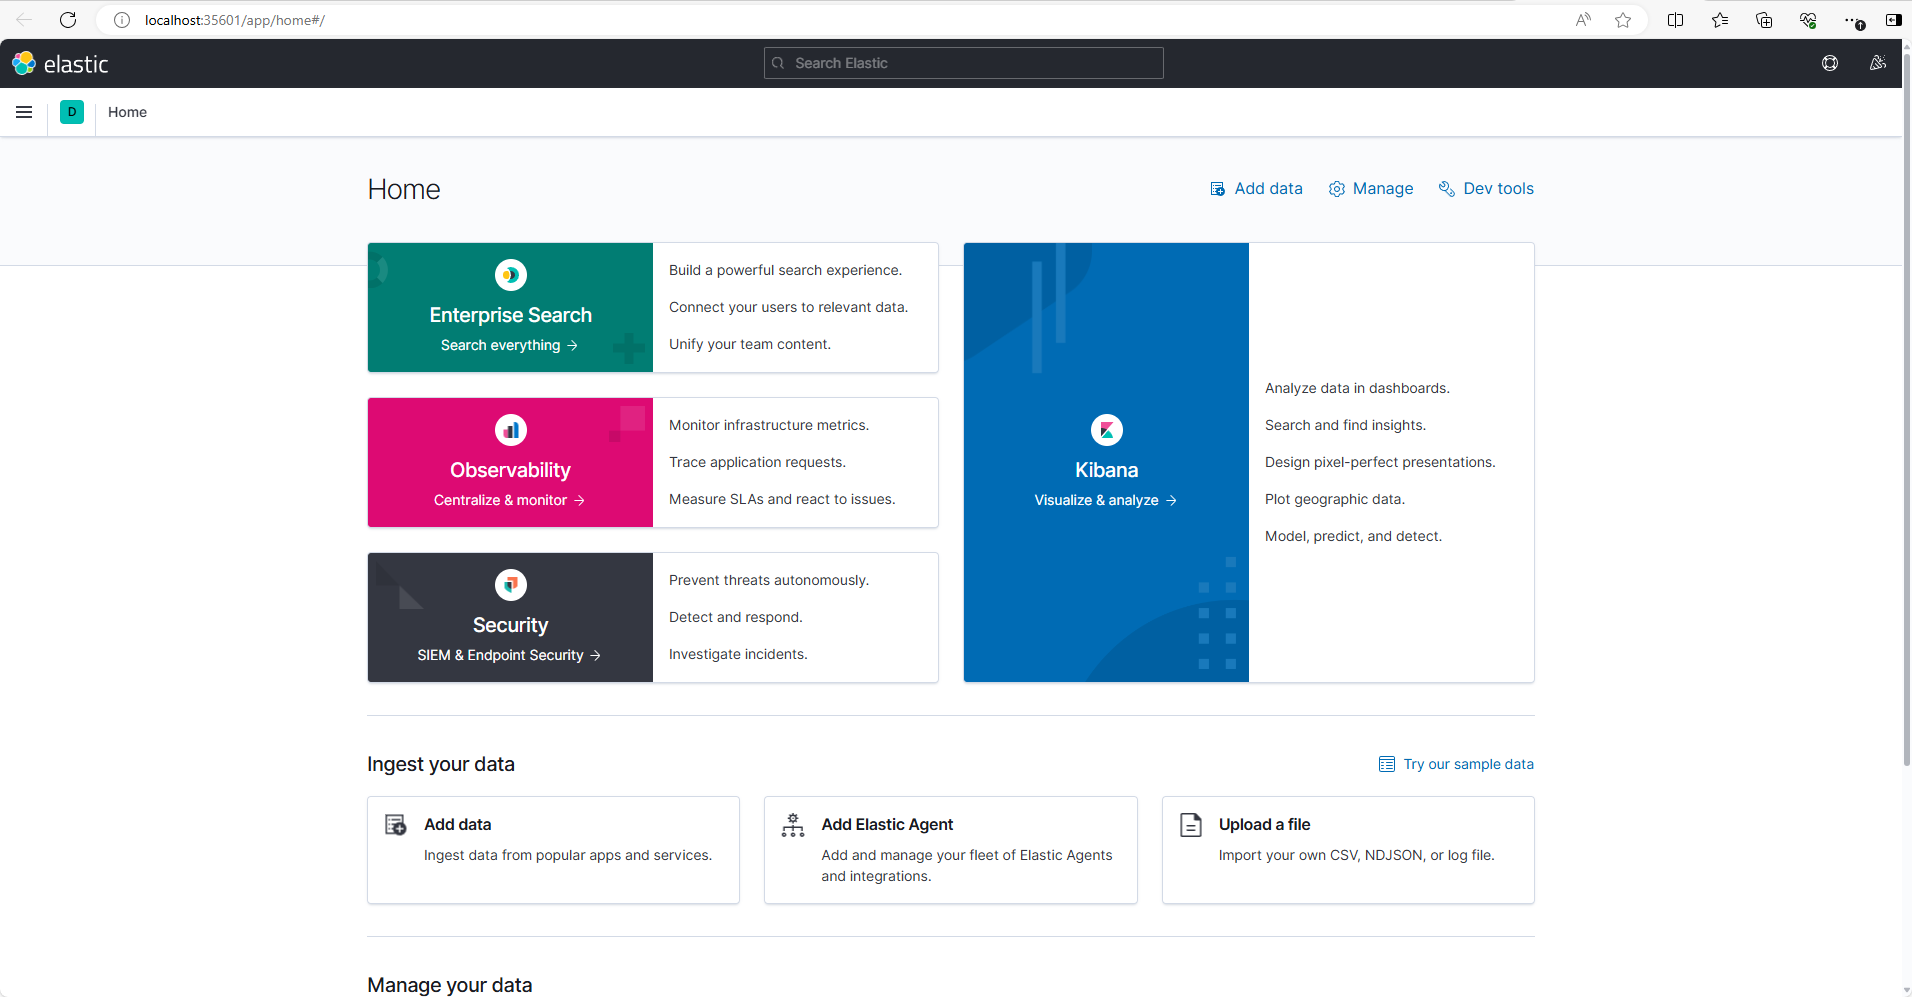 localhost:35601/app/home#/
elastic
Search Elastic
D
Home
Home
Add data
Manage
Dev tools
Enterprise Search
Search everything →
Build a powerful search experience.
Connect your users to relevant data.
Unify your team content.
Observability
Centralize & monitor →
Monitor infrastructure metrics.
Trace application requests.
Measure SLAs and react to issues.
Security
SIEM & Endpoint Security →
Prevent threats autonomously.
Detect and respond.
Investigate incidents.
Kibana
Visualize & analyze →
Analyze data in dashboards.
Search and find insights.
Design pixel-perfect presentations.
Plot geographic data.
Model, predict, and detect.
Ingest your data
Try our sample data
Add data
Ingest data from popular apps and services.
Add Elastic Agent
Add and manage your fleet of Elastic Agents
and integrations.
Upload a file
Import your own CSV, NDJSON, or log file.
Manage your data